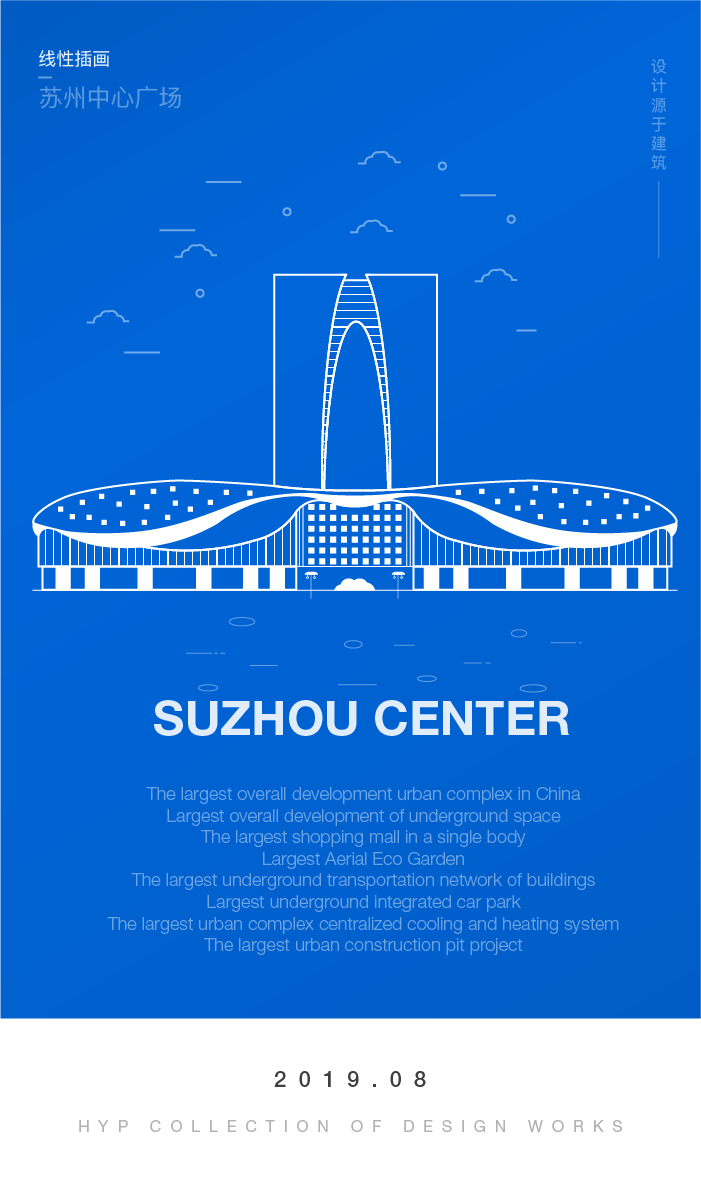 线性插画
苏州中心广场
设计源于建筑
SUZHOU CENTER
The largest overall development urban complex in China
Largest overall development of underground space
The largest shopping mall in a single body
Largest Aerial Eco Garden
The largest underground transportation network of buildings
Largest underground integrated car park
The largest urban complex centralized cooling and heating system
The largest urban construction pit project
2019.08
HYP COLLECTION OF DESIGN WORKS